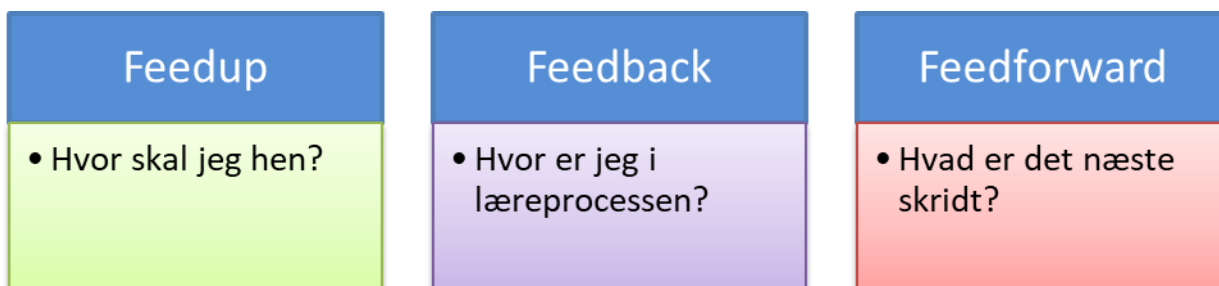 Feedup
• Hvor skal jeg hen?
Feedback
• Hvor er jeg i
læreprocessen?
Feedforward
• Hvad er det næste
skridt?